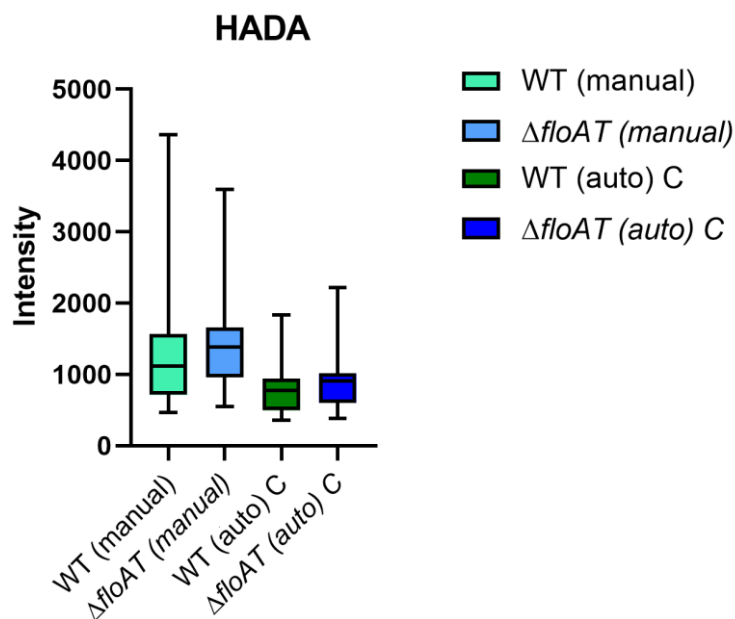 HADA
5000
4000
3000
2000
1000
0
Intensity
WT (manual)
ΔfloAT (manual)
WT (auto) C
ΔfloAT (auto) C
WT (manual)
ΔfloAT (manual)
WT (auto) C
ΔfloAT (auto) C